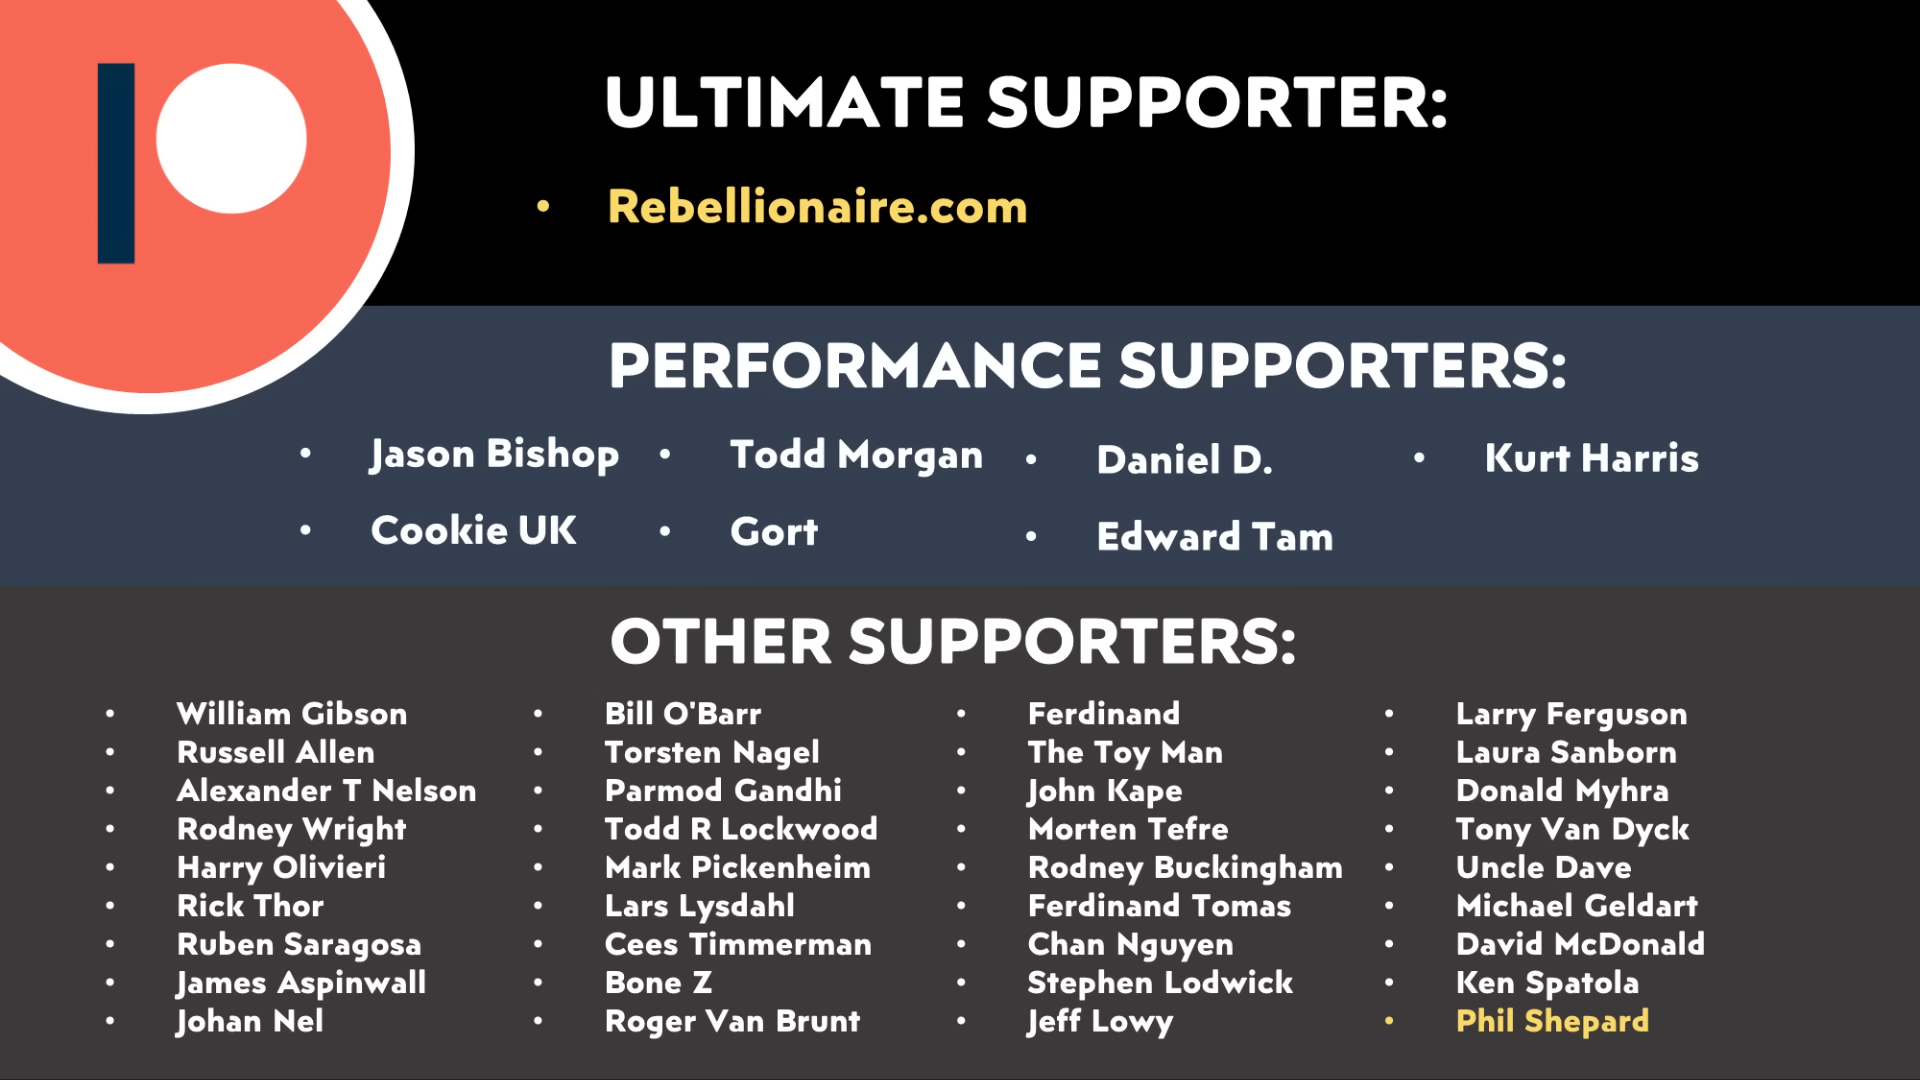 ULTIMATE SUPPORTER:
• Rebellionaire.com
PERFORMANCE SUPPORTERS:
• Jason Bishop • Todd Morgan • Daniel D. • Kurt Harris
• Cookie UK • Gort • Edward Tam
OTHER SUPPORTERS:
• William Gibson • Bill O'Barr • Ferdinand • Larry Ferguson
• Russell Allen • Torsten Nagel • The Toy Man • Laura Sanborn
• Alexander T Nelson • Parmod Gandhi • John Kape • Donald Myhra
• Rodney Wright • Todd R Lockwood • Morten Tefre • Tony Van Dyck
• Harry Olivieri • Mark Pickenheim • Rodney Buckingham • Uncle Dave
• Rick Thor • Lars Lysdahl • Ferdinand Tomas • Michael Geldart
• Ruben Saragosa • Cees Timmerman • Chan Nguyen • David McDonald
• James Aspinwall • Bone Z • Stephen Lodwick • Ken Spatola
• Johan Nel • Roger Van Brunt • Jeff Lowy • Phil Shepard